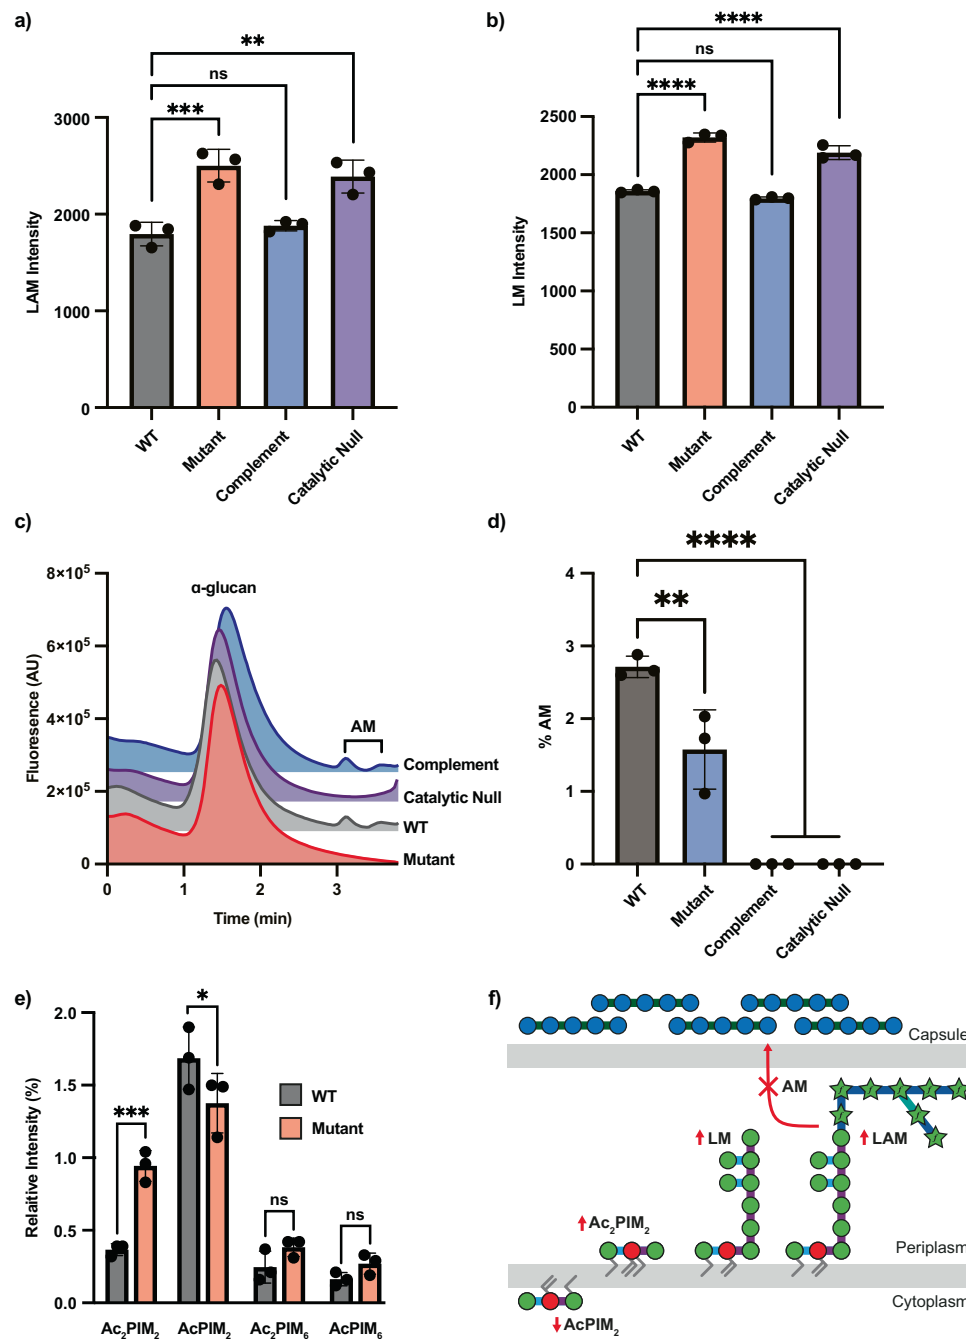 a)
**
ns
***
3000
2000
1000
0
LAM Intensity
WT
Mutant
Complement
Catalytic Null
b)
****
ns
****
2500
2000
1500
1000
500
0
LM Intensity
WT
Mutant
Complement
Catalytic Null
c)
8×10⁵
6×10⁵
4×10⁵
2×10⁵
0
Fluoresence (AU)
α-glucan
AM
Complement
Catalytic Null
WT
Mutant
0 1 2 3
Time (min)
d)
****
**
4
3
2
1
0
% AM
WT
Mutant
Complement
Catalytic Null
e)
2.0
1.5
1.0
0.5
0.0
Relaitive Intensity (%)
***
*
ns
ns
WT
Mutant
Ac₂PIM₂ AcPIM₂ Ac₂PIM₆ AcPIM₆
f)
Capsule
AM
LM
LAM
Ac₂PIM₂
Periplasm
Cytoplasm
AcPIM₂